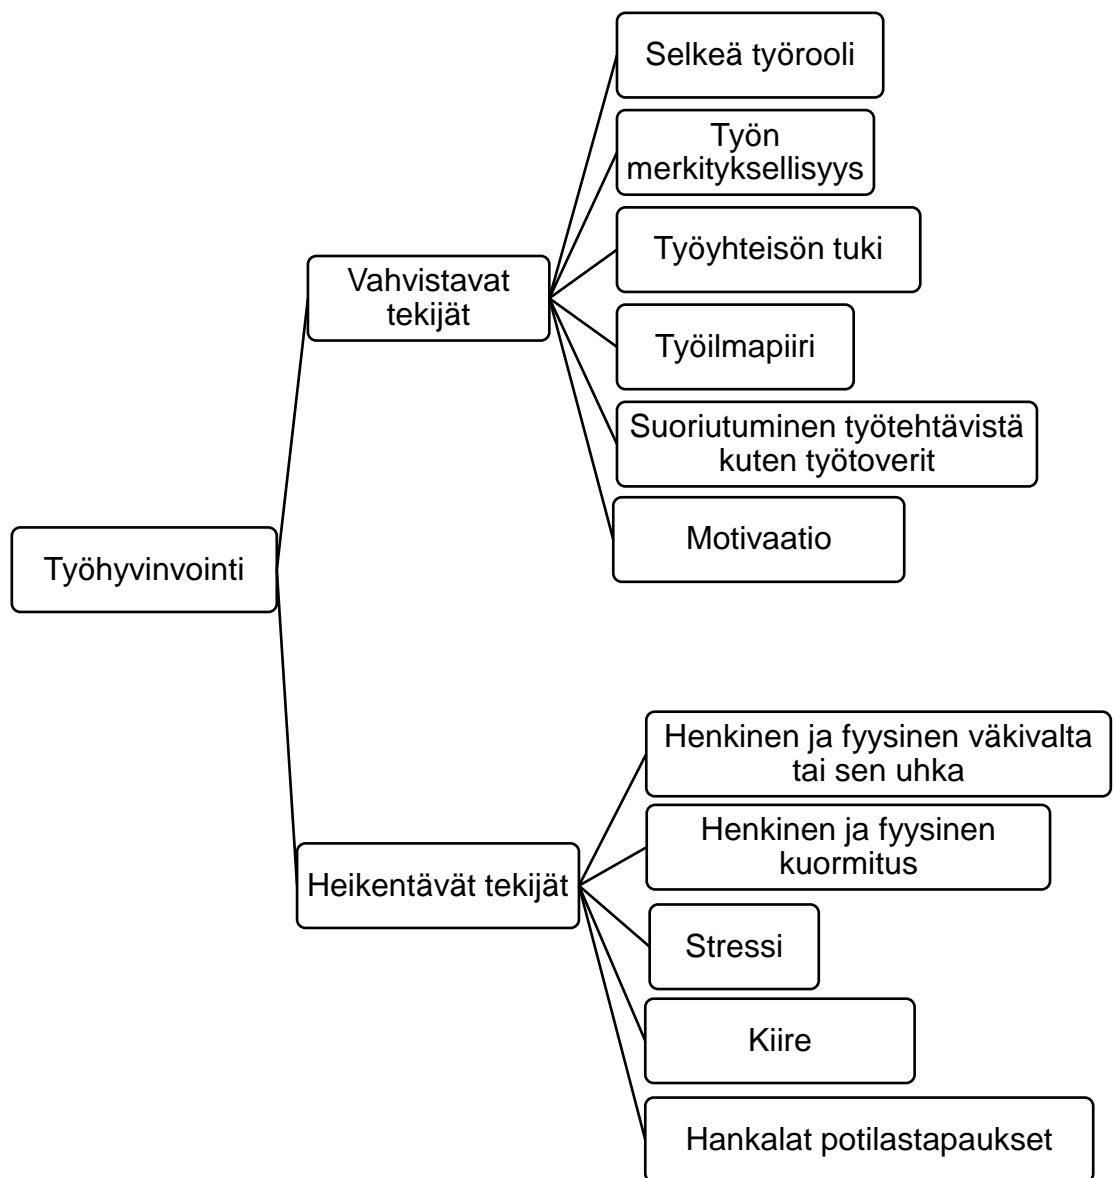 Selkeä työrooli
Työn
merkityksellisyys
Työyhteisön tuki
Vahvistavat
tekijät
Työilmapiiri
Suoriutuminen työtehtävistä
kuten työtoverit
Motivaatio
Työhyvinvointi
Henkinen ja fyysinen väkivalta
tai sen uhka
Henkinen ja fyysinen
kuormitus
Heikentävät tekijät
Stressi
Kiire
Hankalat potilastapaukset